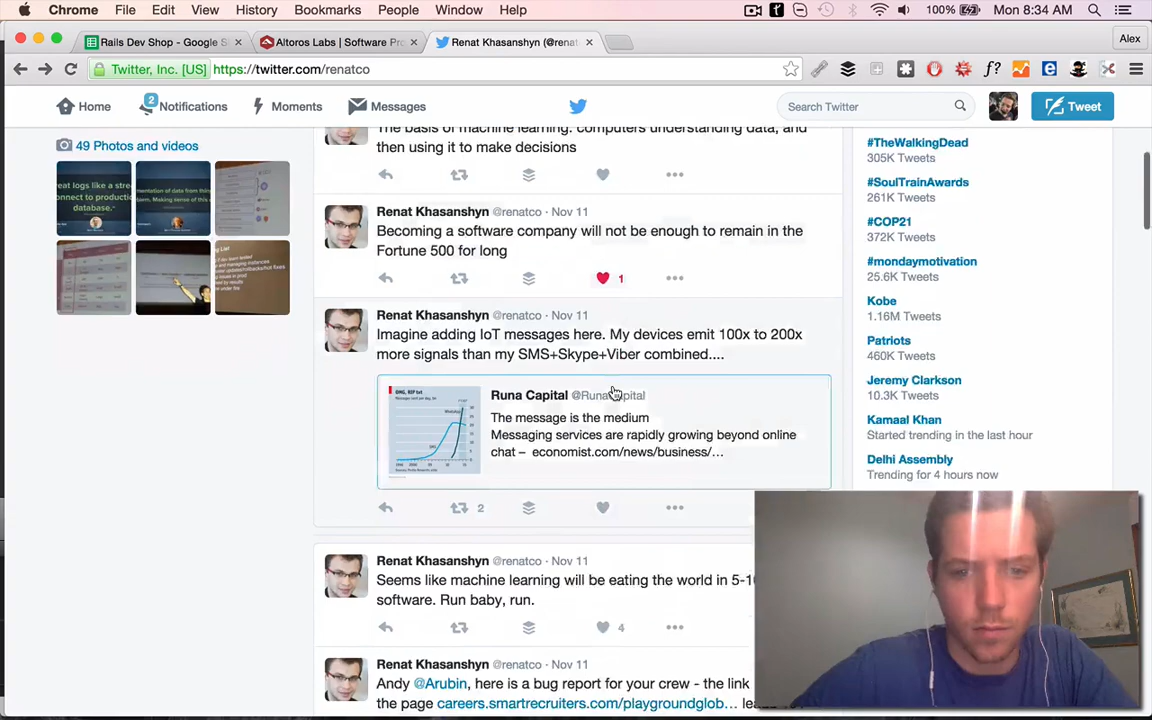 Chrome File Edit View History Bookmarks People Window Help 100% Mon 8:34 AM
Rails Dev Shop - Google S Altoros Labs | Software Pro Renat Khasanshyn (@renat Alex
Twitter, Inc. [US] https://twitter.com/renatco
Home 2 Notifications Moments Messages Search Twitter Tweet
49 Photos and videos
The basis of machine learning: computers understanding data, and
then using it to make decisions
Renat Khasanshyn @renatco · Nov 11
Becoming a software company will not be enough to remain in the
Fortune 500 for long
1
Renat Khasanshyn @renatco · Nov 11
Imagine adding IoT messages here. My devices emit 100x to 200x
more signals than my SMS+Skype+Viber combined....
Runa Capital @RunaCapital
The message is the medium
Messaging services are rapidly growing beyond online
chat – economist.com/news/business/…
2
Renat Khasanshyn @renatco · Nov 11
Seems like machine learning will be eating the world in 5-1
software. Run baby, run.
4
Renat Khasanshyn @renatco · Nov 11
Andy @Arubin, here is a bug report for your crew - the link
the page careers.smartrecruiters.com/playgroundglob…
#TheWalkingDead
305K Tweets
#SoulTrainAwards
261K Tweets
#COP21
372K Tweets
#mondaymotivation
25.6K Tweets
Kobe
1.16M Tweets
Patriots
460K Tweets
Jeremy Clarkson
10.3K Tweets
Kamaal Khan
Started trending in the last hour
Delhi Assembly
Trending for 4 hours now